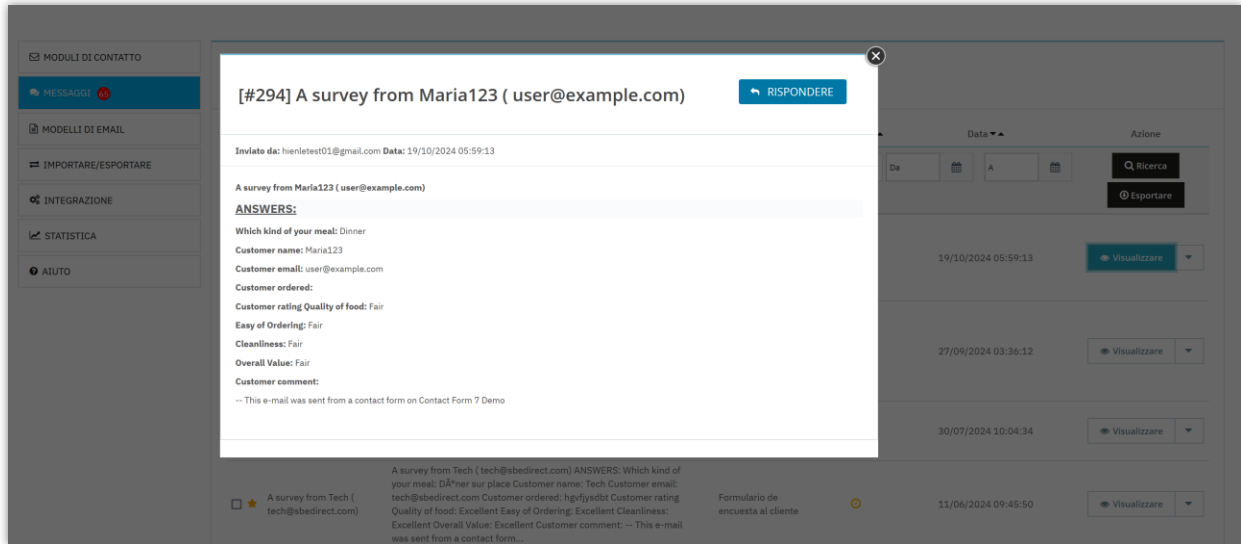 MODULI DI CONTATTO
MESSAGGI 65
MODELLI DI EMAIL
IMPORTARE/ESPORTARE
INTEGRAZIONE
STATISTICA
AIUTO
[#294] A survey from Maria123 ( user@example.com)
RISPONDERE
Inviato da: hienletest01@gmail.com Data: 19/10/2024 05:59:13
A survey from Maria123 ( user@example.com)
ANSWERS:
Which kind of your meal: Dinner
Customer name: Maria123
Customer email: user@example.com
Customer ordered:
Customer rating Quality of food: Fair
Easy of Ordering: Fair
Cleanliness: Fair
Overall Value: Fair
Customer comment:
-- This e-mail was sent from a contact form on Contact Form 7 Demo
Data Azione
Da A Ricerca
Esportare
19/10/2024 05:59:13 Visualizzare
27/09/2024 03:36:12 Visualizzare
30/07/2024 10:04:34 Visualizzare
A survey from Tech (
tech@sbedirect.com)
A survey from Tech ( tech@sbedirect.com) ANSWERS: Which kind of
your meal: DÃ®ner sur place Customer name: Tech Customer email:
tech@sbedirect.com Customer ordered: hgvfjysdbt Customer rating
Quality of food: Excellent Easy of Ordering: Excellent Cleanliness:
Excellent Overall Value: Excellent Customer comment: -- This e-mail
was sent from a contact form...
Formulario de
encuesta al cliente
11/06/2024 09:45:50 Visualizzare